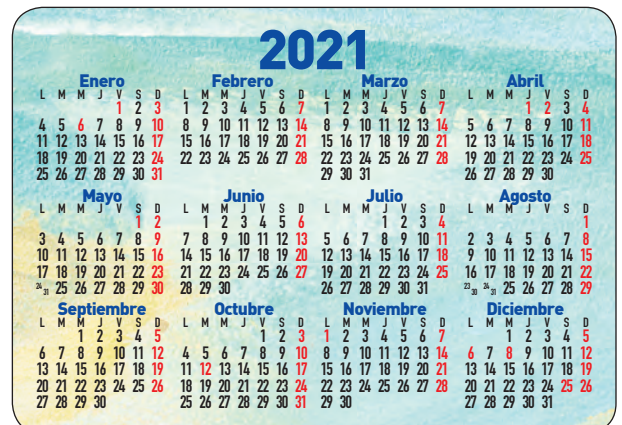 2021
Enero Febrero Marzo Abril
L M M J V S D L M M J V S D L M M J V S D L M M J V S D
1 2 3 1 2 3 4 5 6 7 1 2 3 4 5 6 7 1 2 3 4
4 5 6 7 8 9 10 8 9 10 11 12 13 14 8 9 10 11 12 13 14 5 6 7 8 9 10 11
11 12 13 14 15 16 17 15 16 17 18 19 20 21 15 16 17 18 19 20 21 12 13 14 15 16 17 18
18 19 20 21 22 23 24 22 23 24 25 26 27 28 22 23 24 25 26 27 28 19 20 21 22 23 24 25
25 26 27 28 29 30 31 29 30 31 26 27 28 29 30
Mayo Junio Julio Agosto
L M M J V S D L M M J V S D L M M J V S D L M M J V S D
1 2 1 2 3 4 5 6 1 2 3 4 1
3 4 5 6 7 8 9 7 8 9 10 11 12 13 5 6 7 8 9 10 11 2 3 4 5 6 7 8
10 11 12 13 14 15 16 14 15 16 17 18 19 20 12 13 14 15 16 17 18 9 10 11 12 13 14 15
17 18 19 20 21 22 23 21 22 23 24 25 26 27 19 20 21 22 23 24 25 16 17 18 19 20 21 22
24 31 25 26 27 28 29 30 28 29 30 26 27 28 29 30 31 23 30 24 31 25 26 27 28 29
Septiembre Octubre Noviembre Diciembre
L M M J V S D L M M J V S D L M M J V S D L M M J V S D
1 2 3 4 5 1 2 3 1 2 3 4 5 6 7 1 2 3 4 5
6 7 8 9 10 11 12 4 5 6 7 8 9 10 8 9 10 11 12 13 14 6 7 8 9 10 11 12
13 14 15 16 17 18 19 11 12 13 14 15 16 17 15 16 17 18 19 20 21 13 14 15 16 17 18 19
20 21 22 23 24 25 26 18 19 20 21 22 23 24 22 23 24 25 26 27 28 20 21 22 23 24 25 26
27 28 29 30 25 26 27 28 29 30 31 29 30 27 28 29 30 31